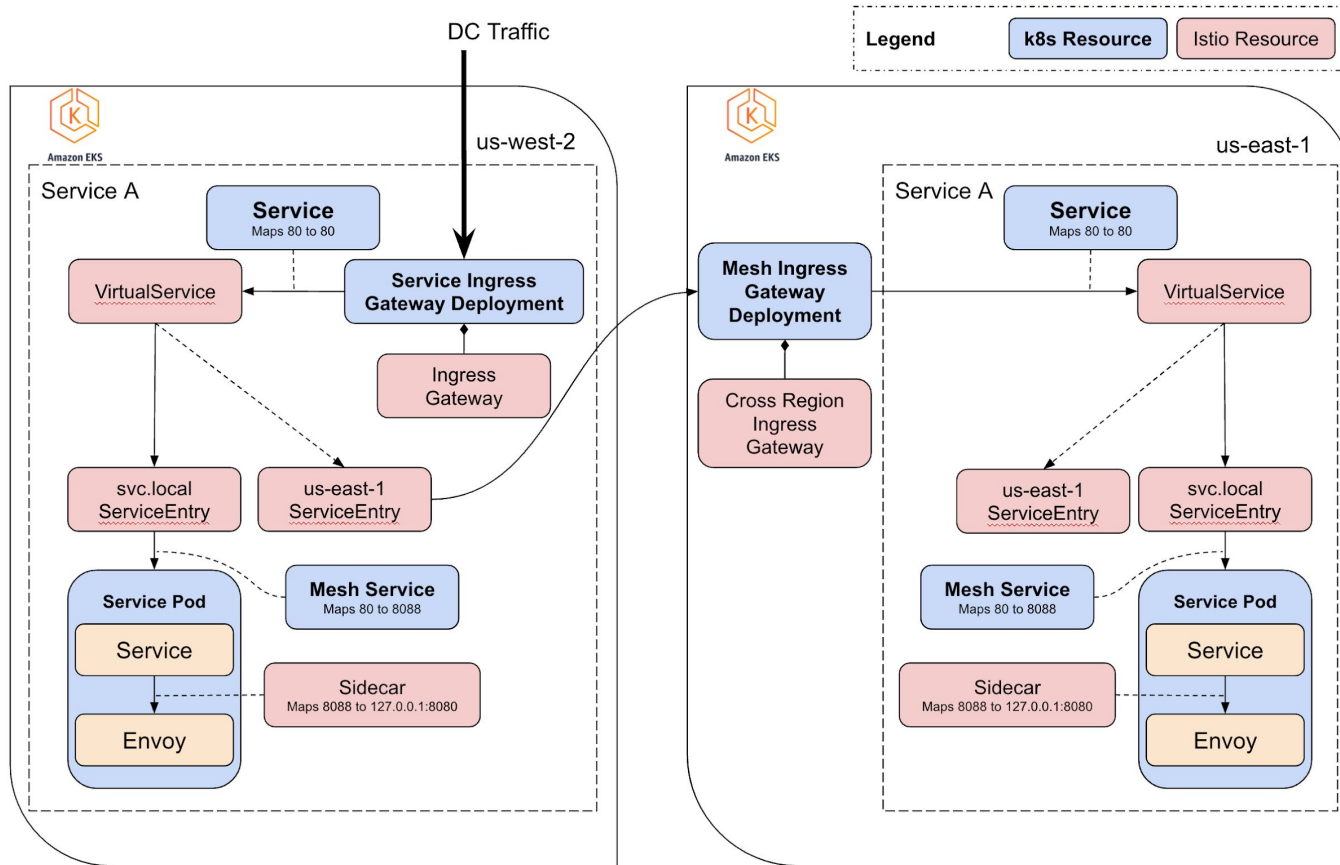 DC Traffic
Legend
k8s Resource
Istio Resource
Amazon EKS
us-west-2
Service A
Service
Maps 80 to 80
VirtualService
Service Ingress
Gateway Deployment
Ingress
Gateway
svc.local
ServiceEntry
us-east-1
ServiceEntry
Service Pod
Mesh Service
Maps 80 to 8088
Service
Sidecar
Maps 8088 to 127.0.0.1:8080
Envoy
Amazon EKS
us-east-1
Service A
Service
Maps 80 to 80
Mesh Ingress
Gateway
Deployment
VirtualService
Cross Region
Ingress
Gateway
us-east-1
ServiceEntry
svc.local
ServiceEntry
Mesh Service
Maps 80 to 8088
Service Pod
Service
Sidecar
Maps 8088 to 127.0.0.1:8080
Envoy